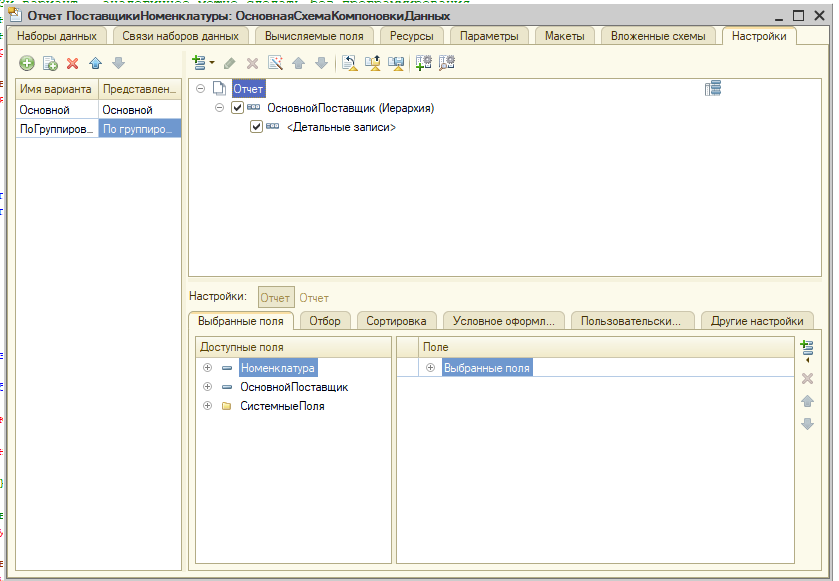 Отчет ПоставщикиНоменклатуры: ОсновнаяСхемаКомпоновкиДанных
Наборы данных
Связи наборов данных
Вычисляемые поля
Ресурсы
Параметры
Макеты
Вложенные схемы
Настройки
Имя варианта
Представлен...
Основной
Основной
ПоГруппиров...
По группиро...
Отчет
ОсновнойПоставщик (Иерархия)
<Детальные записи>
Настройки:
Отчет
Отчет
Выбранные поля
Отбор
Сортировка
Условное оформл...
Пользовательски...
Другие настройки
Доступные поля
Номенклатура
ОсновнойПоставщик
СистемныеПоля
Поле
Выбранные поля